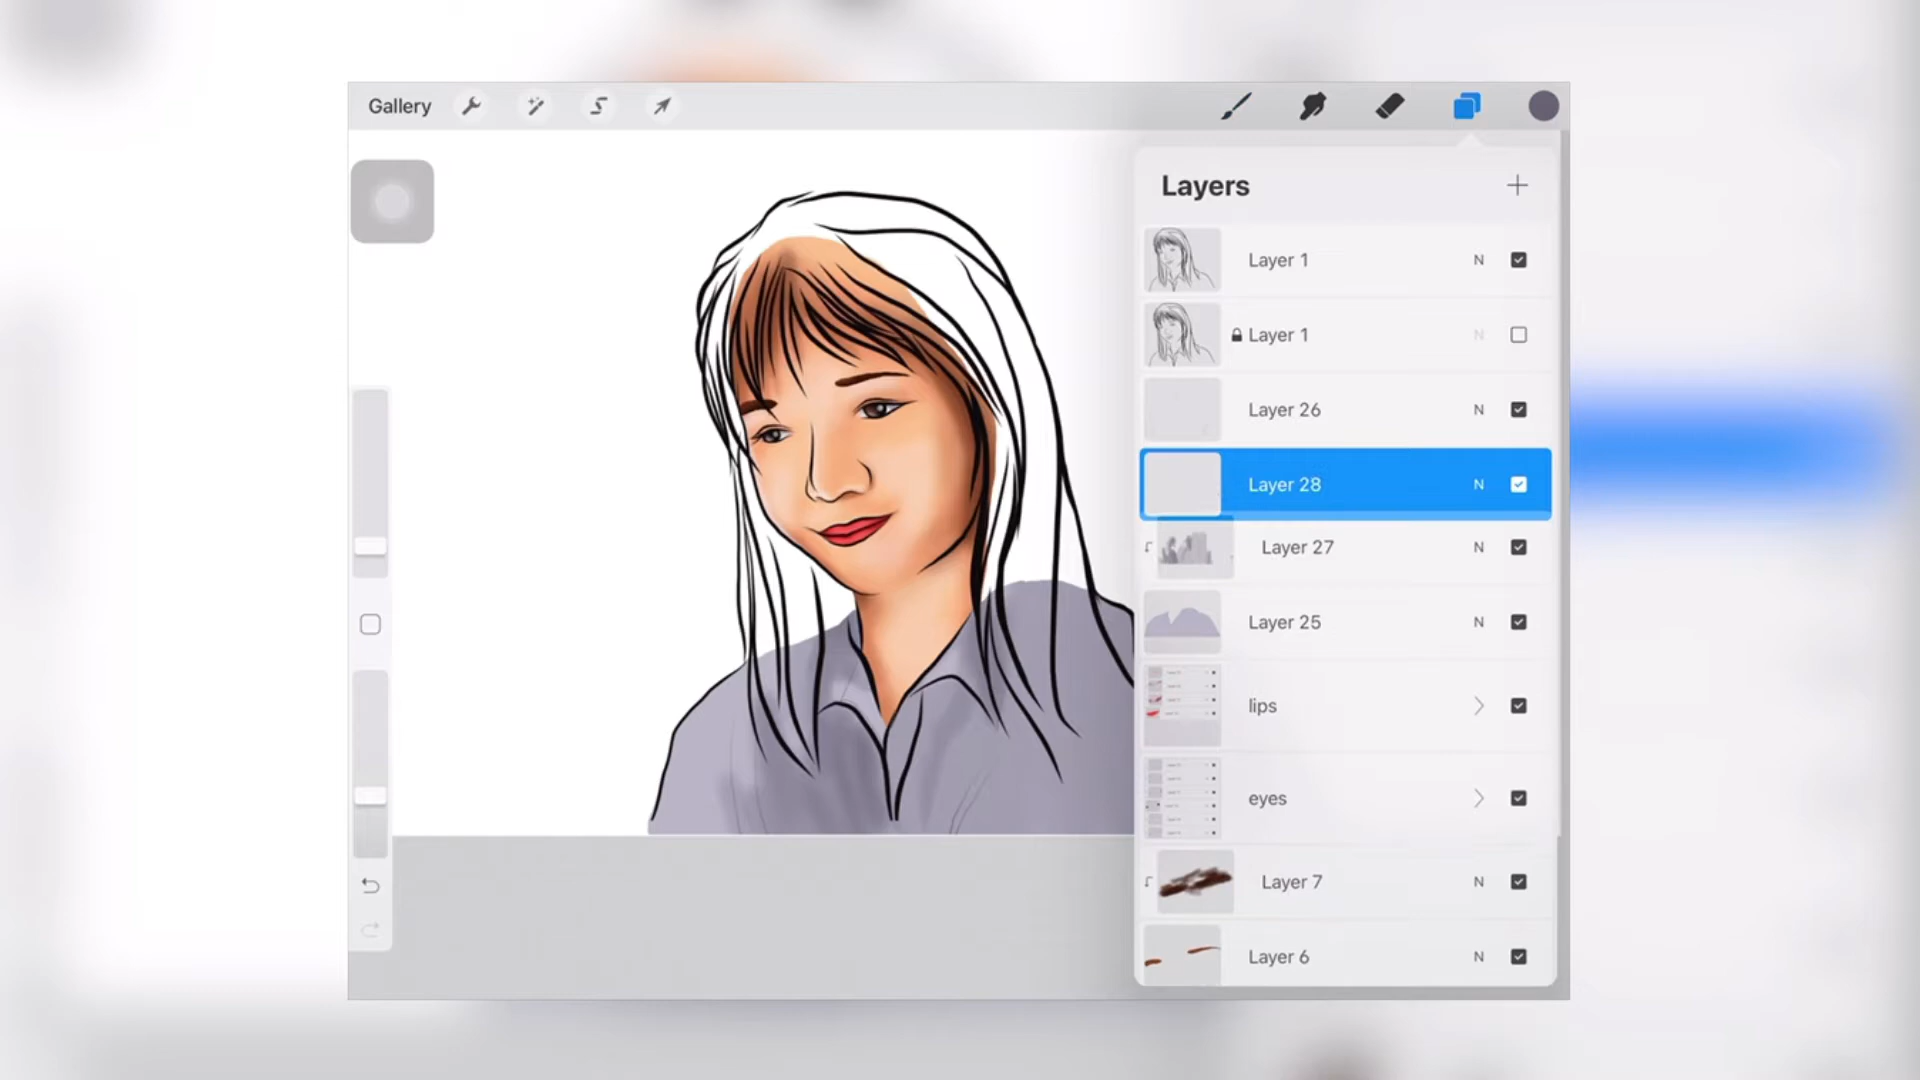 Gallery
Layers
Layer 1 N
Layer 1 N
Layer 26 N
Layer 28 N
Layer 27 N
Layer 25 N
lips
eyes
Layer 7 N
Layer 6 N